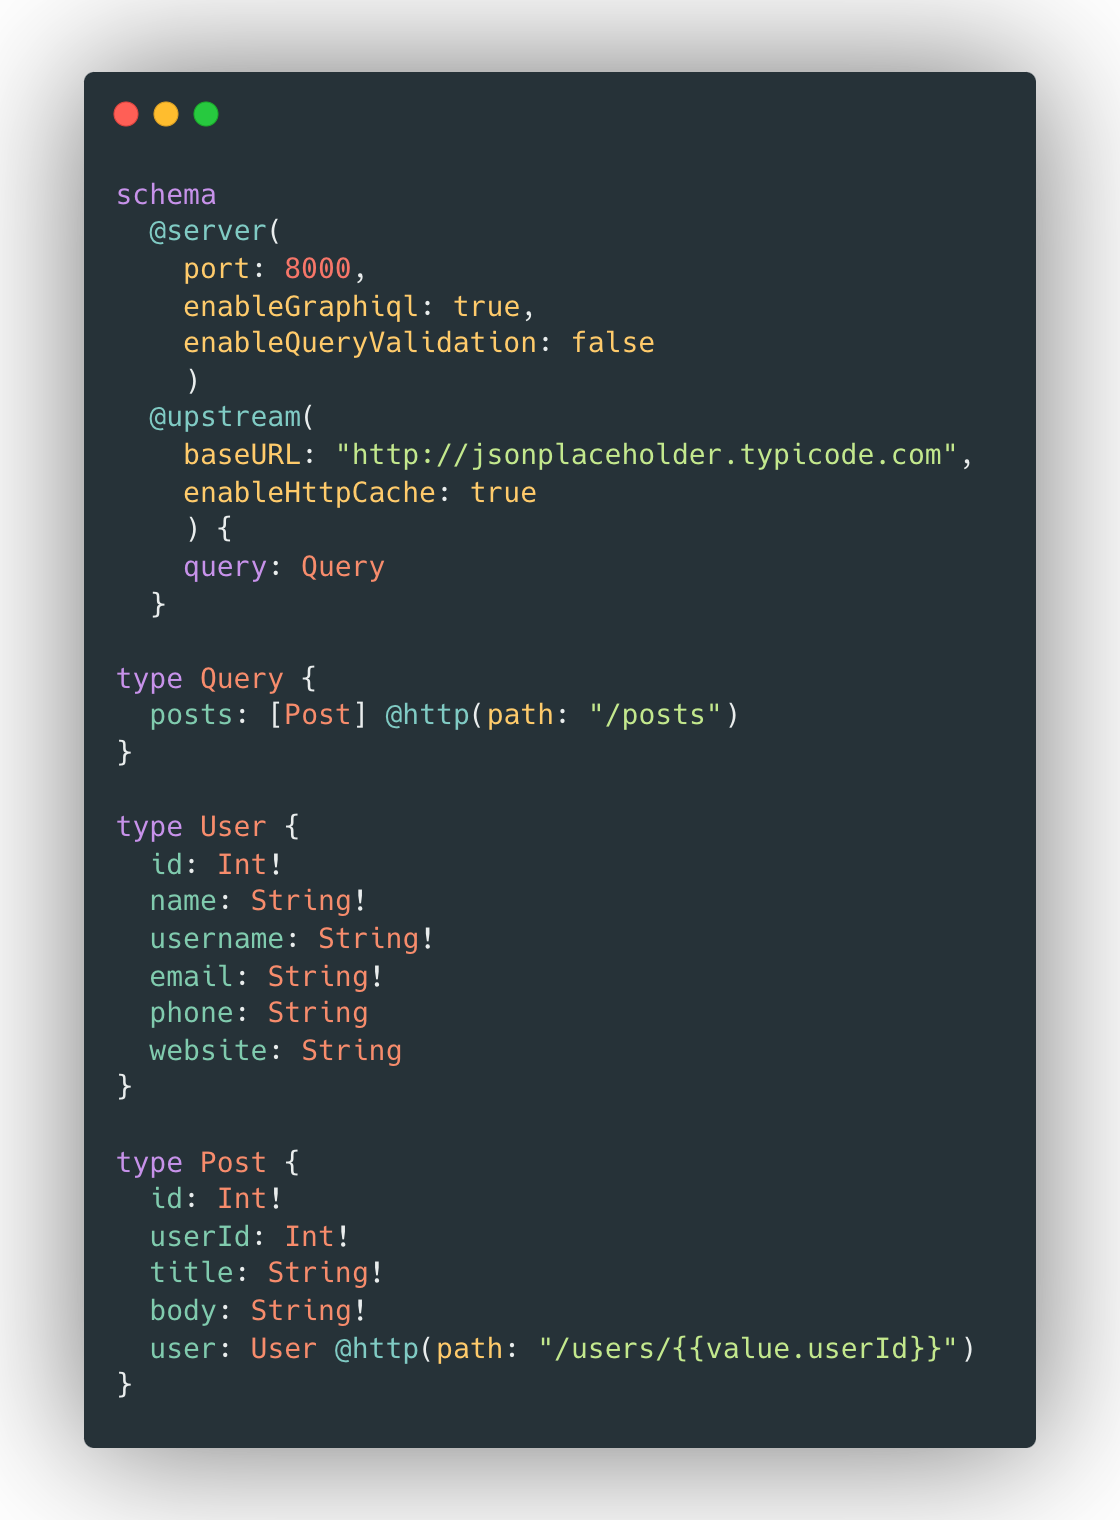 schema
  @server(
    port: 8000,
    enableGraphiql: true,
    enableQueryValidation: false
    )
  @upstream(
    baseURL: "http://jsonplaceholder.typicode.com",
    enableHttpCache: true
    ) {
    query: Query
  }

type Query {
  posts: [Post] @http(path: "/posts")
}

type User {
  id: Int!
  name: String!
  username: String!
  email: String!
  phone: String
  website: String
}

type Post {
  id: Int!
  userId: Int!
  title: String!
  body: String!
  user: User @http(path: "/users/{{value.userId}}")
}